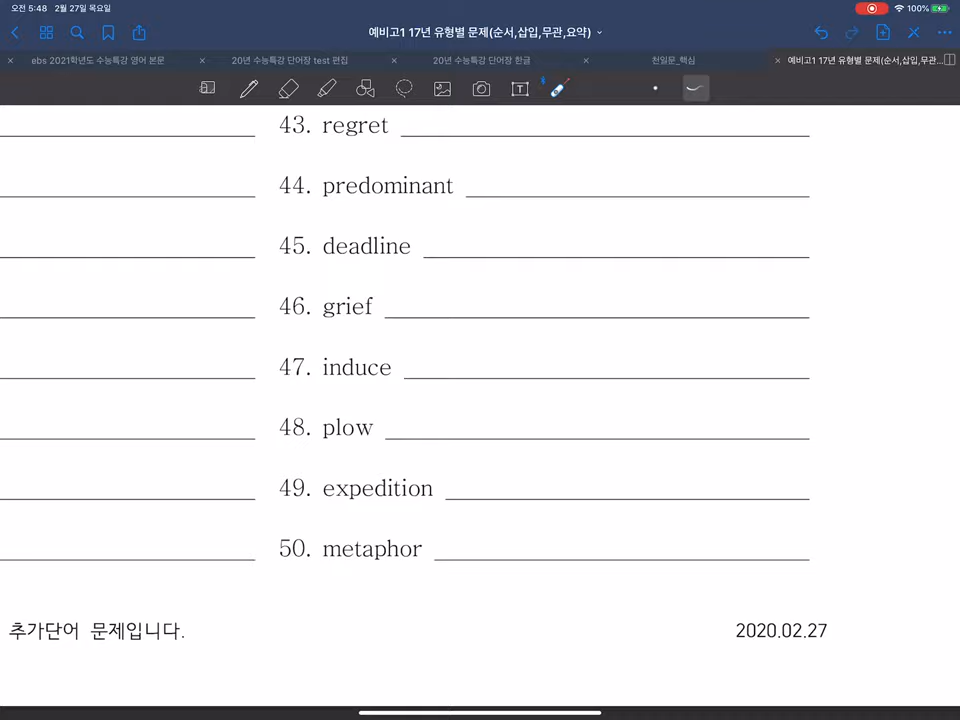 오전 5:48 2월 27일 목요일
100%
예비고1 17년 유형별 문제(순서,삽입,무관,요약)
ebs 2021학년도 수능특강 영어 본문
20년 수능특강 단어장 test 편집
20년 수능특강 단어장 한글
천일문_핵심
예비고1 17년 유형별 문제(순서,삽입,무관...
43. regret
44. predominant
45. deadline
46. grief
47. induce
48. plow
49. expedition
50. metaphor
추가단어 문제입니다.
2020.02.27